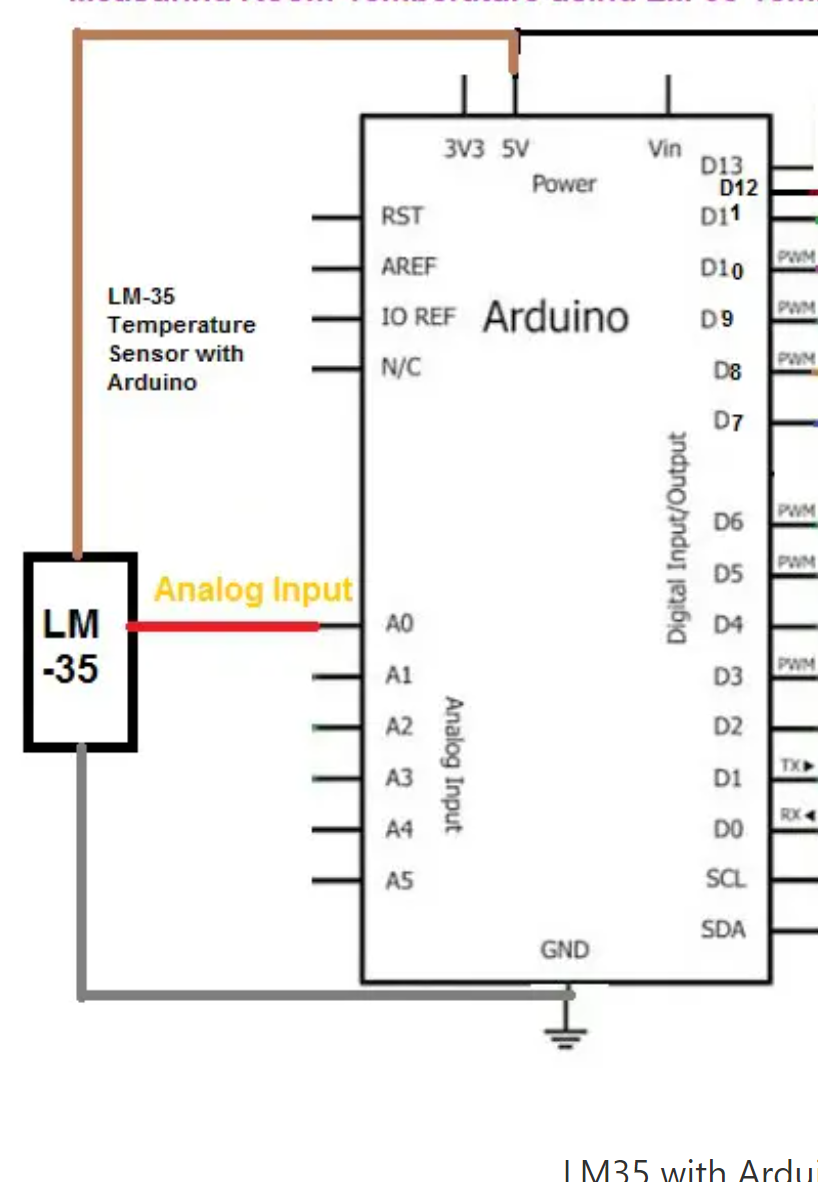 3V3 5V Vin
Power
D13
D12
D11
D10
D9
D8
D7
D6
D5
D4
D3
D2
D1
D0
SCL
SDA
PWM
PWM
PWM
PWM
PWM
PWM
TX
RX
Digital Input/Output
RST
AREF
IO REF
N/C
Arduino
LM-35
Temperature
Sensor with
Arduino
LM
-35
Analog Input
A0
A1
A2
A3
A4
A5
Analog Input
GND
LM35 with